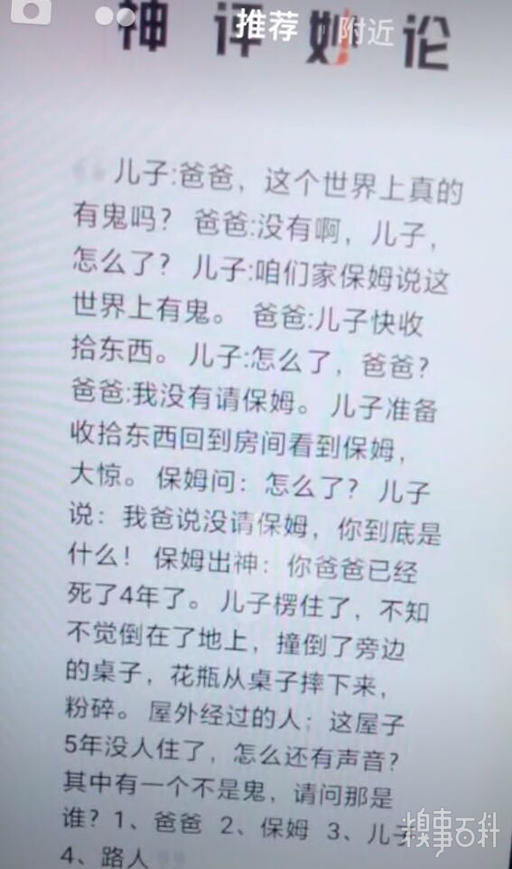 推荐 附近
神评妙论
儿子:爸爸，这个世界上真的
有鬼吗？ 爸爸:没有啊，儿子，
怎么了？ 儿子:咱们家保姆说这
世界上有鬼。 爸爸:儿子快收
拾东西。 儿子:怎么了，爸爸？
爸爸:我没有请保姆。 儿子准备
收拾东西回到房间看到保姆，
大惊。 保姆问：怎么了？ 儿子
说：我爸说没请保姆，你到底是
什么！ 保姆出神：你爸爸已经
死了4年了。 儿子楞住了，不知
不觉倒在了地上，撞倒了旁边
的桌子，花瓶从桌子摔下来，
粉碎。 屋外经过的人；这屋子
5年没人住了，怎么还有声音？
其中有一个不是鬼，请问那是
谁？1、爸爸 2、保姆 3、儿子
4、路人
糗事百科